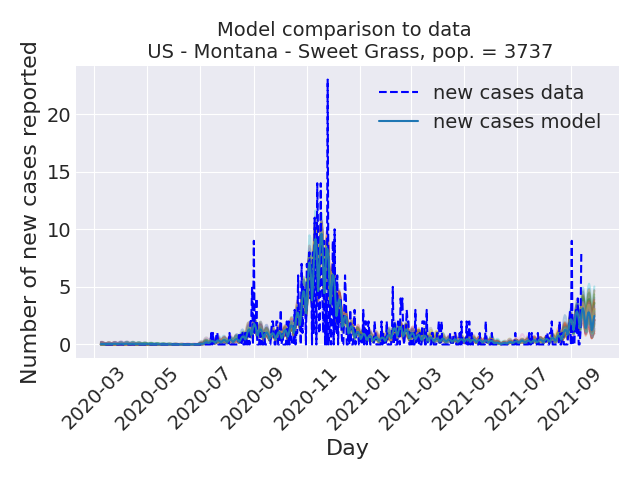 Model comparison to data
US - Montana - Sweet Grass, pop. = 3737
Number of new cases reported
20
15
10
5
0
new cases data
new cases model
2020-03
2020-05
2020-07
2020-09
2020-11
2021-01
2021-03
2021-05
2021-07
2021-09
Day